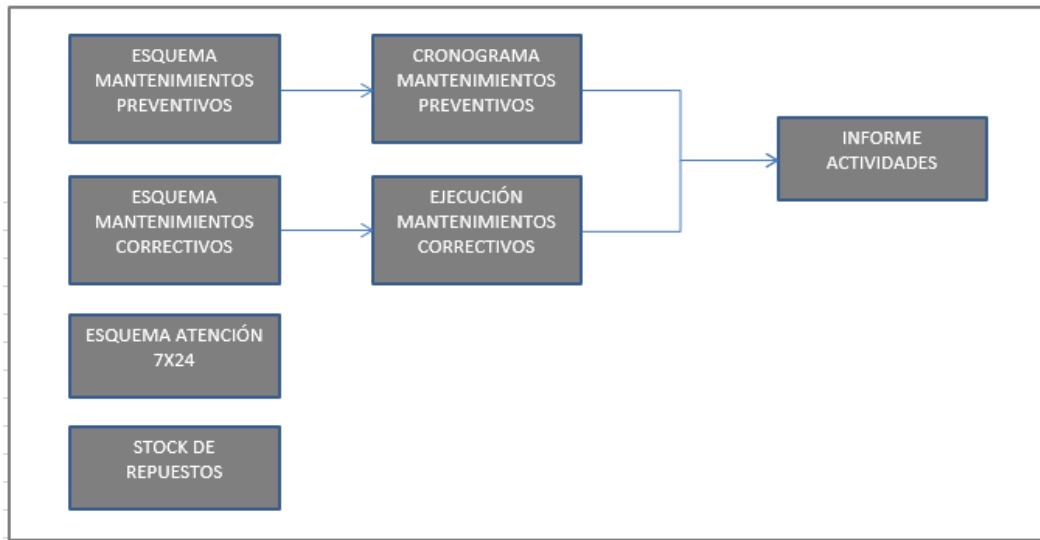 ESQUEMA
MANTENIMIENTOS
PREVENTIVOS
CRONOGRAMA
MANTENIMIENTOS
PREVENTIVOS
INFORME
ACTIVIDADES
ESQUEMA
MANTENIMIENTOS
CORRECTIVOS
EJECUCIÓN
MANTENIMIENTOS
CORRECTIVOS
ESQUEMA ATENCIÓN
7X24
STOCK DE
REPUESTOS